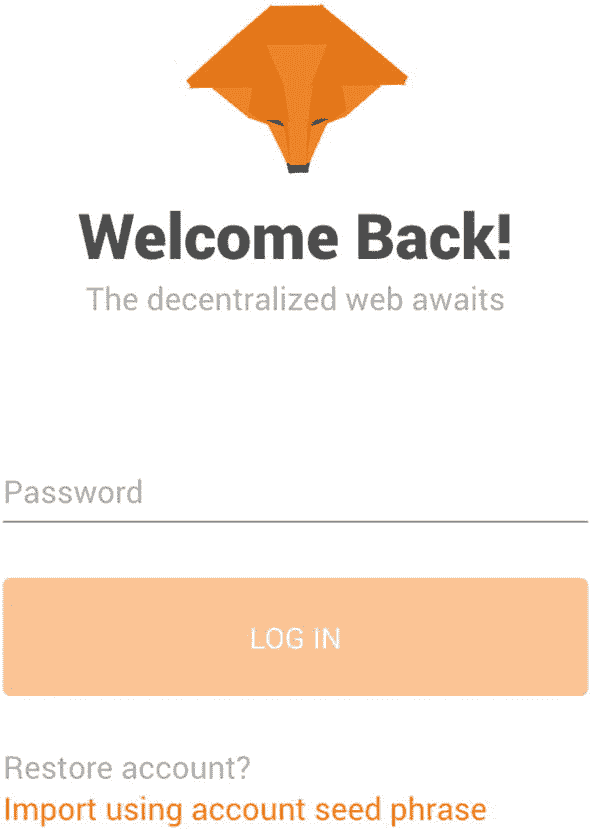 Welcome Back!
The decentralized web awaits
Password
LOG IN
Restore account?
Import using account seed phrase